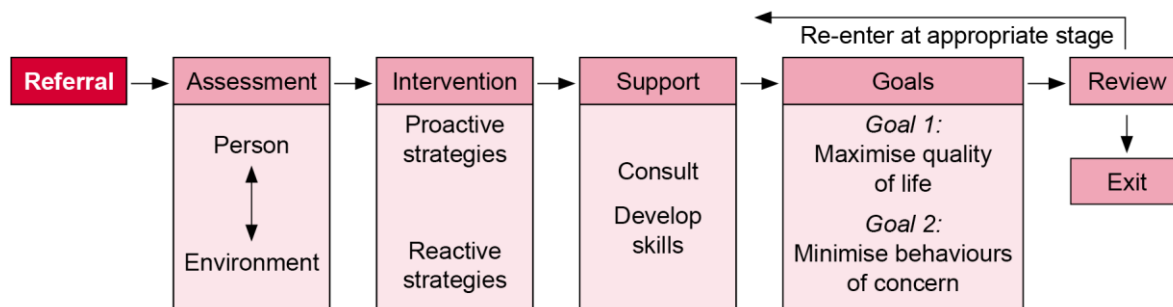 Re-enter at appropriate stage
Referral
Assessment
Intervention
Support
Goals
Review
Person
Environment
Proactive
strategies
Reactive
strategies
Consult
Develop
skills
Goal 1:
Maximise quality
of life
Goal 2:
Minimise behaviours
of concern
Exit